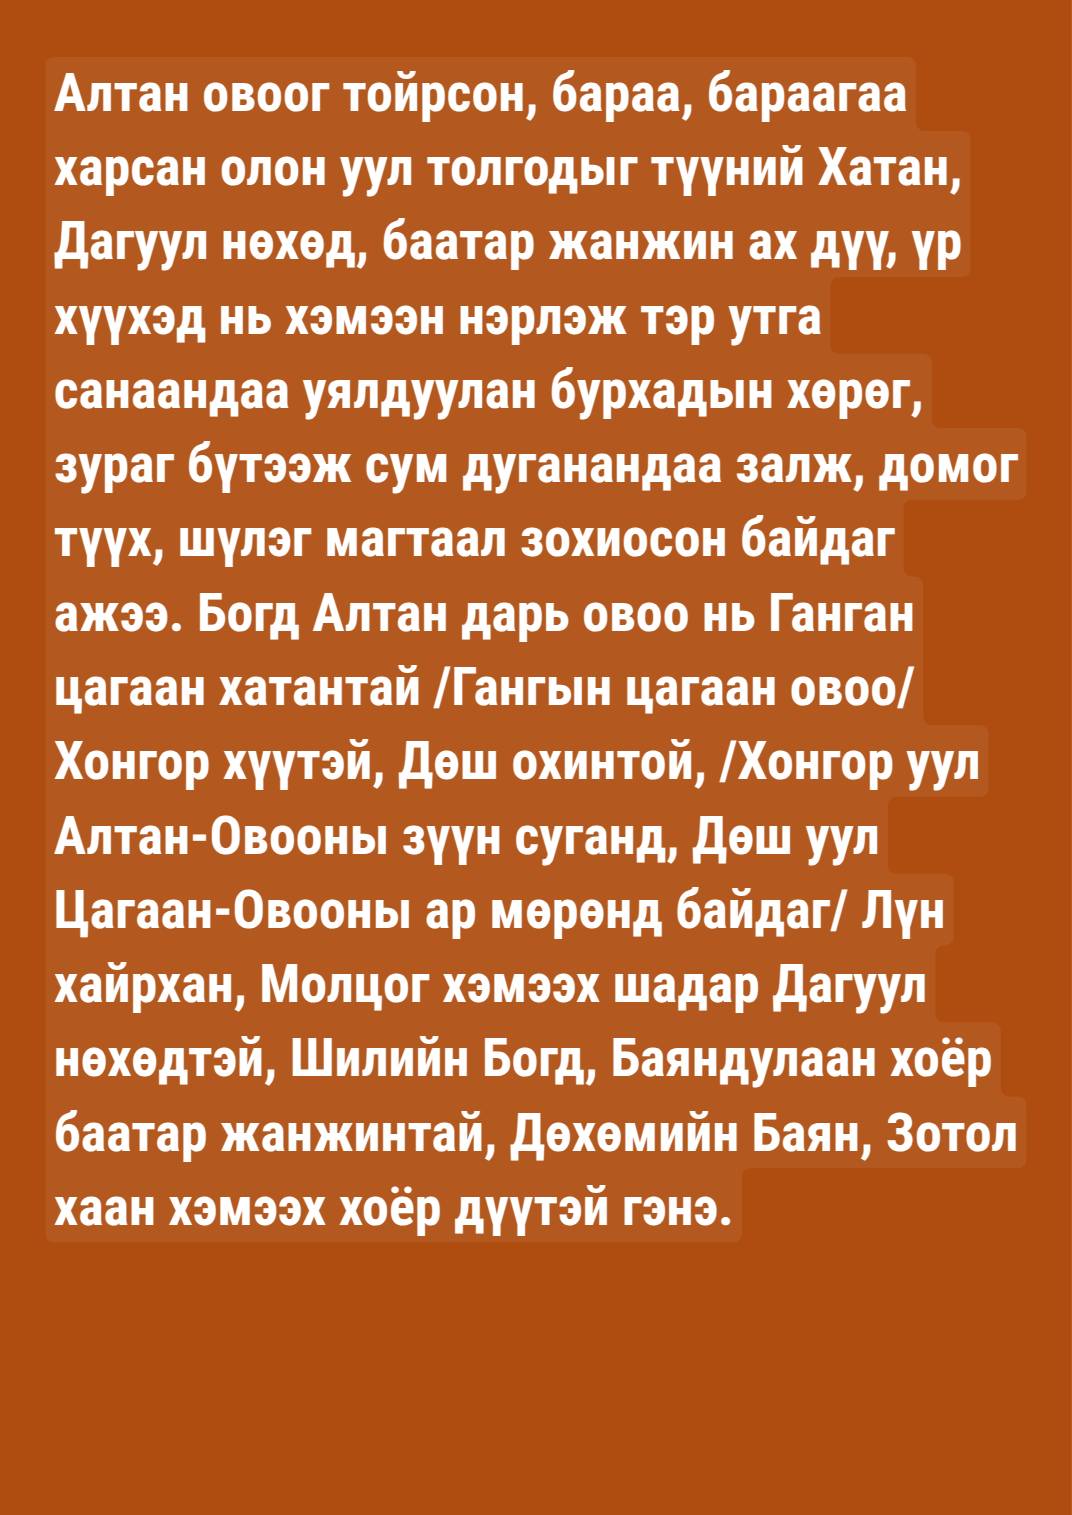 Алтан овоог тойрсон, бараа, бараагаа
харсан олон уул толгодыг түүний Хатан,
Дагуул нөхөд, баатар жанжин ах дүү, үр
хүүхэд нь хэмээн нэрлэж тэр утга
санаандаа уялдуулан бурхадын хөрөг,
зураг бүтээж сум дуганандаа залж, домог
түүх, шүлэг магтаал зохиосон байдаг
ажээ. Богд Алтан дарь овоо нь Ганган
цагаан хатантай /Гангын цагаан овоо/
Хонгор хүүтэй, Дөш охинтой, /Хонгор уул
Алтан-Овооны зүүн суганд, Дөш уул
Цагаан-Овооны ар мөрөнд байдаг/ Лүн
хайрхан, Молцог хэмээх шадар Дагуул
нөхөдтэй, Шилийн Богд, Баяндулаан хоёр
баатар жанжинтай, Дөхөмийн Баян, Зотол
хаан хэмээх хоёр дүүтэй гэнэ.